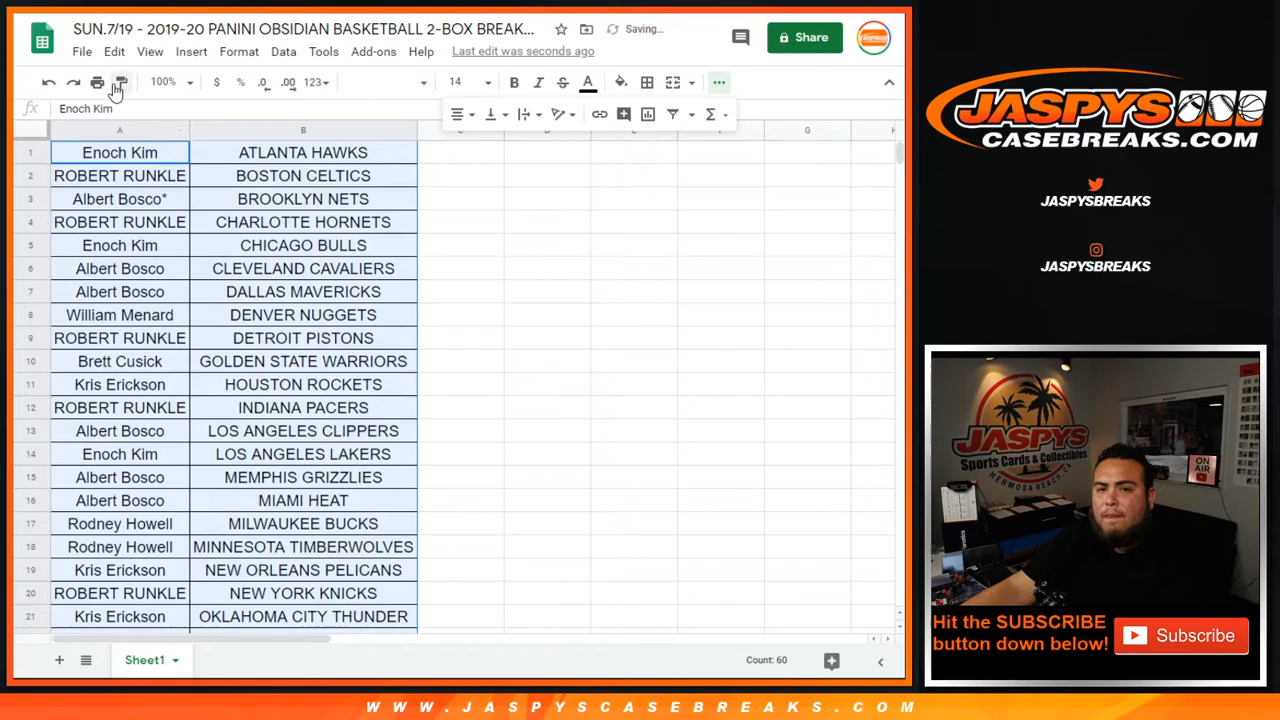 SUN.7/19 - 2019-20 PANINI OBSIDIAN BASKETBALL 2-BOX BREAK...
Saving...
Share
File Edit View Insert Format Data Tools Add-ons Help Last edit was seconds ago
100% $ % .0 .00 123 14 B I S A
fx Enoch Kim
A B C D E F G H
1 Enoch Kim ATLANTA HAWKS
2 ROBERT RUNKLE BOSTON CELTICS
3 Albert Bosco* BROOKLYN NETS
4 ROBERT RUNKLE CHARLOTTE HORNETS
5 Enoch Kim CHICAGO BULLS
6 Albert Bosco CLEVELAND CAVALIERS
7 Albert Bosco DALLAS MAVERICKS
8 William Menard DENVER NUGGETS
9 ROBERT RUNKLE DETROIT PISTONS
10 Brett Cusick GOLDEN STATE WARRIORS
11 Kris Erickson HOUSTON ROCKETS
12 ROBERT RUNKLE INDIANA PACERS
13 Albert Bosco LOS ANGELES CLIPPERS
14 Enoch Kim LOS ANGELES LAKERS
15 Albert Bosco MEMPHIS GRIZZLIES
16 Albert Bosco MIAMI HEAT
17 Rodney Howell MILWAUKEE BUCKS
18 Rodney Howell MINNESOTA TIMBERWOLVES
19 Kris Erickson NEW ORLEANS PELICANS
20 ROBERT RUNKLE NEW YORK KNICKS
21 Kris Erickson OKLAHOMA CITY THUNDER
Sheet1
Count: 60
JASPYS
CASEBREAKS.COM
JASPYSBREAKS
JASPYSBREAKS
JASPYS
Sports Cards & Collectibles
HERMOSA BEACH, CA
ON AIR
Hit the SUBSCRIBE
button down below!
Subscribe
WWW.JASPYSCASEBREAKS.COM